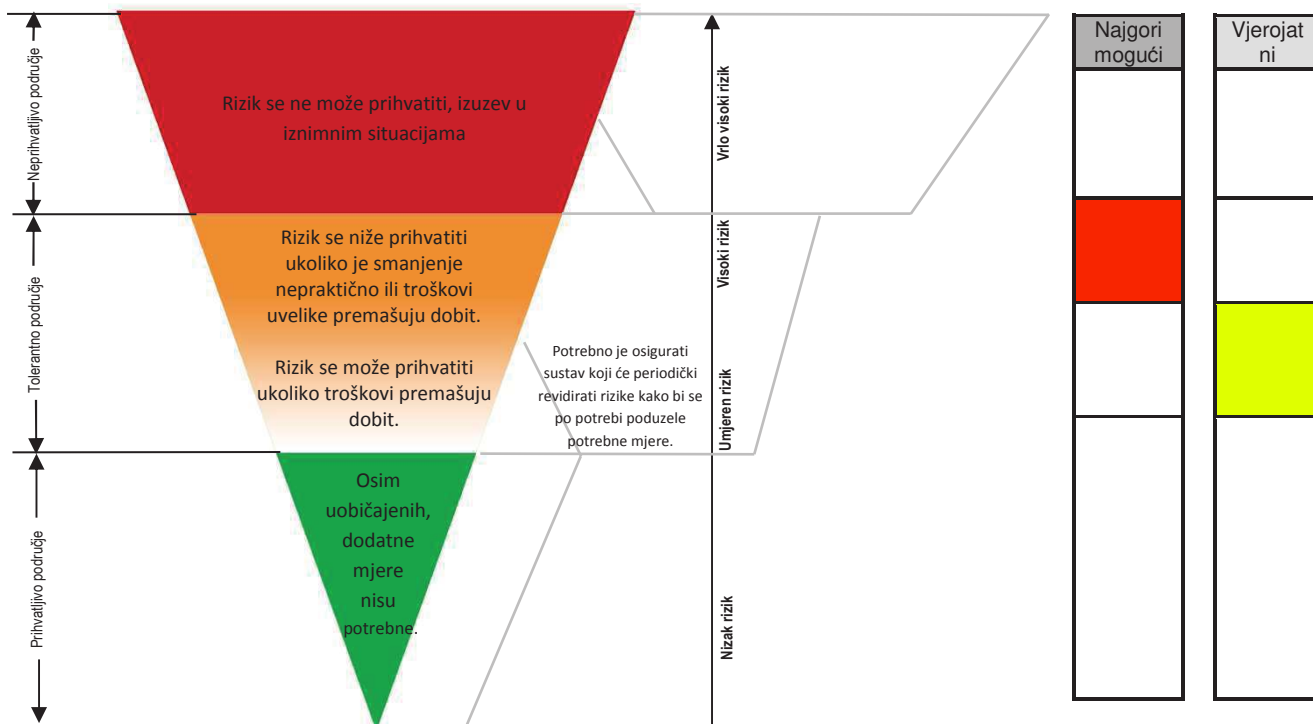 Neprihvatljivo područje
Tolerantno područje
Prihvatljivo područje
Rizik se ne može prihvatiti, izuzev u
iznimnim situacijama
Rizik se niže prihvatiti
ukoliko je smanjenje
nepraktično ili troškovi
uvelike premašuju dobit.
Rizik se može prihvatiti
ukoliko troškovi premašuju
dobit.
Osim
uobičajenih,
dodatne
mjere
nisu
potrebne.
Potrebno je osigurati
sustav koji će periodički
revidirati rizike kako bi se
po potrebi poduzele
potrebne mjere.
Vrlo visoki rizik
Visoki rizik
Umjeren rizik
Nizak rizik
Najgori
mogući
Vjerojat
ni